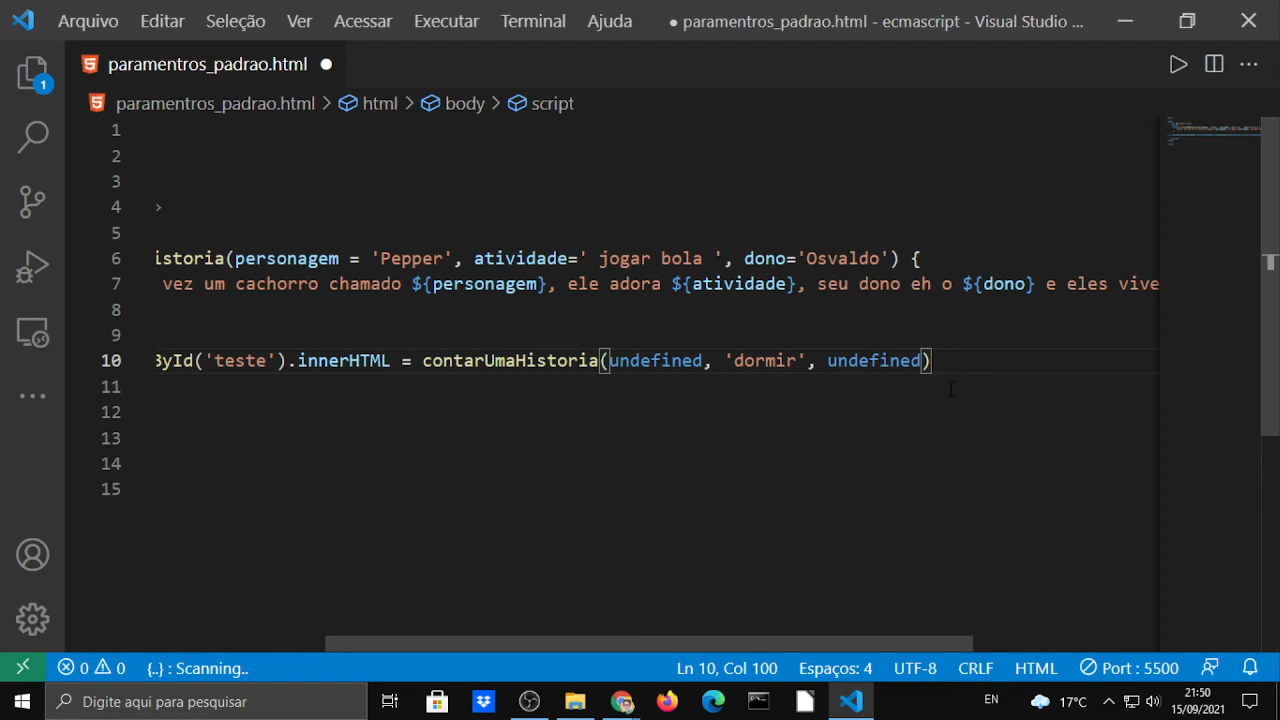 Arquivo Editar Seleção Ver Acessar Executar Terminal Ajuda ● paramentros_padrao.html - ecmascript - Visual Studio ...
paramentros_padrao.html ●
paramentros_padrao.html > html > body > script
1
1
2
3
4 >
5
6 istoria(personagem = 'Pepper', atividade=' jogar bola ', dono='Osvaldo') {
7 vez um cachorro chamado ${personagem}, ele adora ${atividade}, seu dono eh o ${dono} e eles vive
8
9
10 ById('teste').innerHTML = contarUmaHistoria(undefined, 'dormir', undefined)
11
12
13
14
15
0 0 {..} : Scanning.. Ln 10, Col 100 Espaços: 4 UTF-8 CRLF HTML Port : 5500
Digite aqui para pesquisar EN 17°C 21:50
15/09/2021